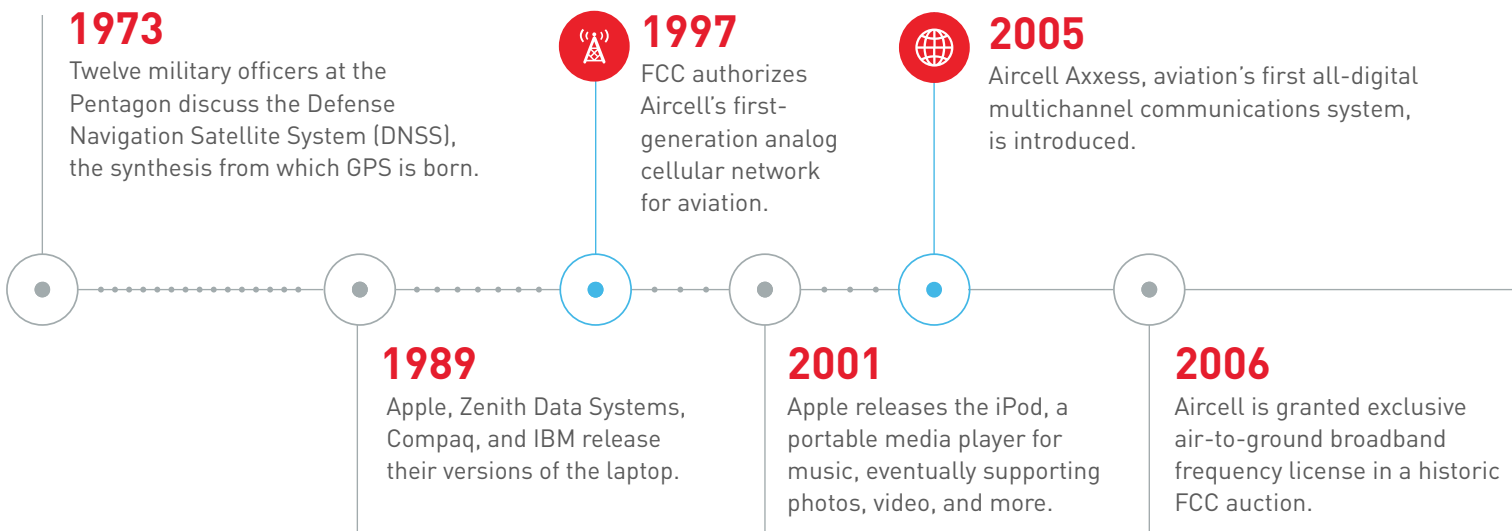 1973
Twelve military officers at the
Pentagon discuss the Defense
Navigation Satellite System (DNSS),
the synthesis from which GPS is born.
1997
FCC authorizes
Aircell’s first-
generation analog
cellular network
for aviation.
2005
Aircell Axxess, aviation’s first all-digital
multichannel communications system,
is introduced.
1989
Apple, Zenith Data Systems,
Compaq, and IBM release
their versions of the laptop.
2001
Apple releases the iPod, a
portable media player for
music, eventually supporting
photos, video, and more.
2006
Aircell is granted exclusive
air-to-ground broadband
frequency license in a historic
FCC auction.